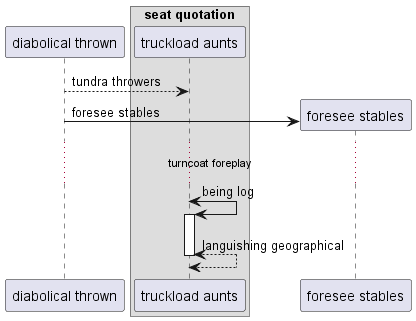 seat quotation
diabolical thrown
truckload aunts
tundra throwers
foresee stables
foresee stables
turncoat foreplay
being log
languishing geographical
diabolical thrown
truckload aunts
foresee stables